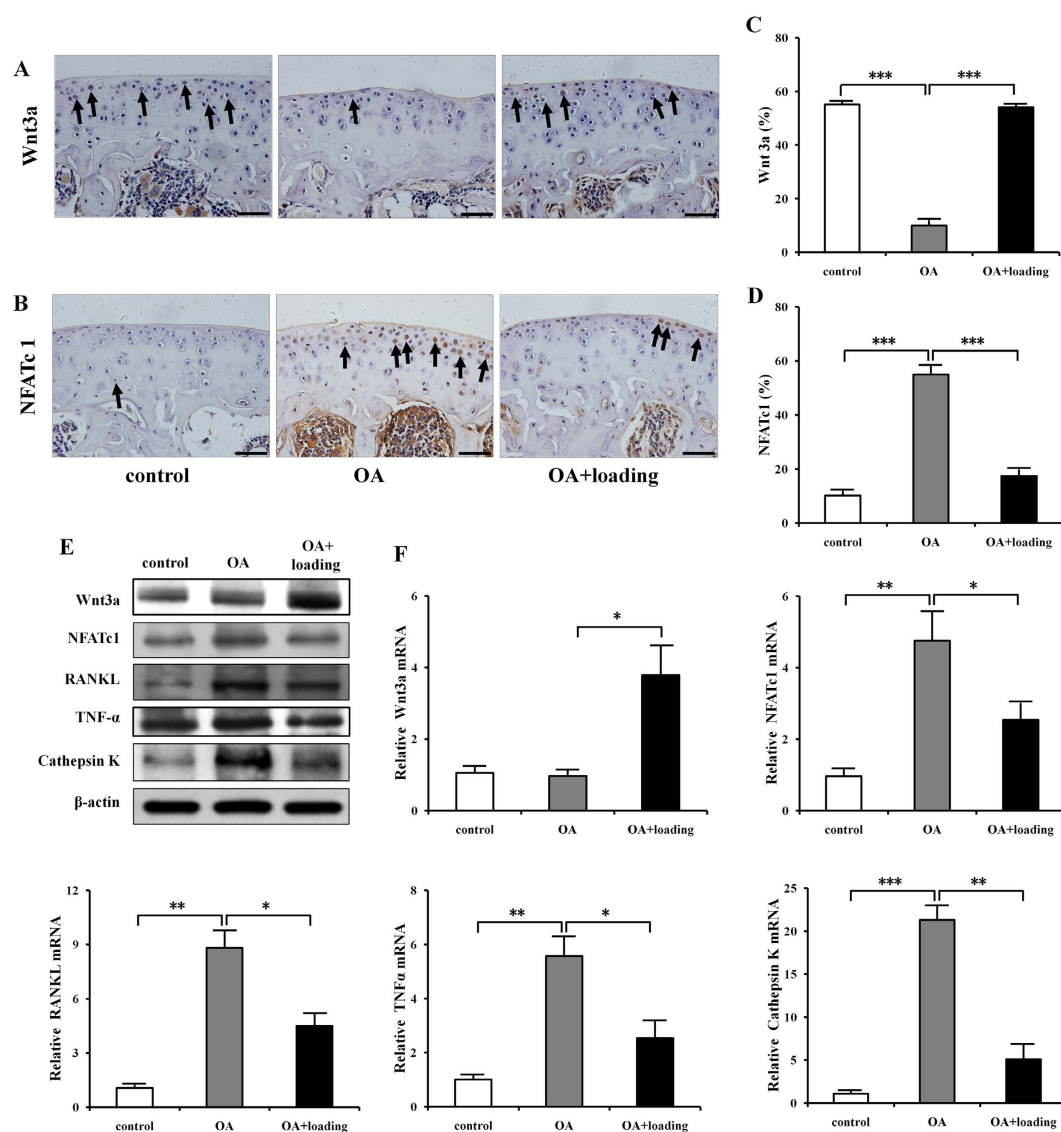 A
Wnt3a
B
NFATc 1
control
OA
OA+loading
C
80
60
40
20
0
Wnt 3a (%)
***
***
control
OA
OA+loading
D
80
60
40
20
0
NFATc1 (%)
***
***
control
OA
OA+loading
E
control
OA
OA+
loading
Wnt3a
NFATc1
RANKL
TNF-α
Cathepsin K
β-actin
F
6
4
2
0
Relative Wnt3a mRNA
*
control
OA
OA+loading
6
4
2
0
Relative NFATc1 mRNA
**
*
control
OA
OA+loading
12
9
6
3
0
Relative RANKL mRNA
**
*
control
OA
OA+loading
8
6
4
2
0
Relative TNFα mRNA
**
*
control
OA
OA+loading
25
20
15
10
5
0
Relative Cathepsin K mRNA
***
**
control
OA
OA+loading